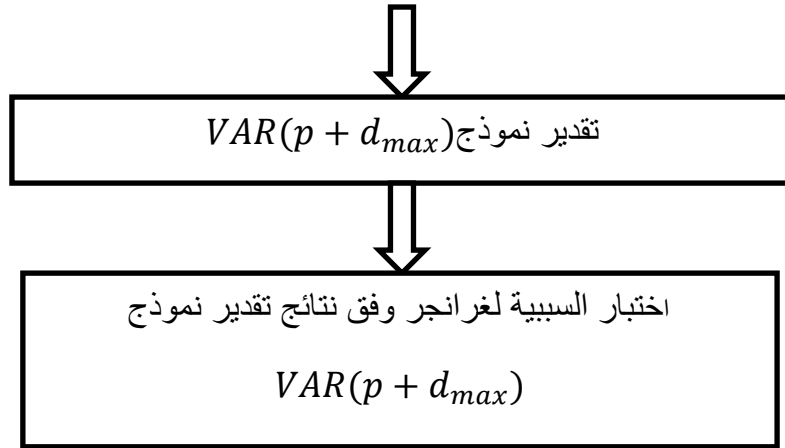 تقدير نموذج VAR(p + d_max)
اختبار السببية لغرانجر وفق نتائج تقدير نموذج
VAR(p + d_max)